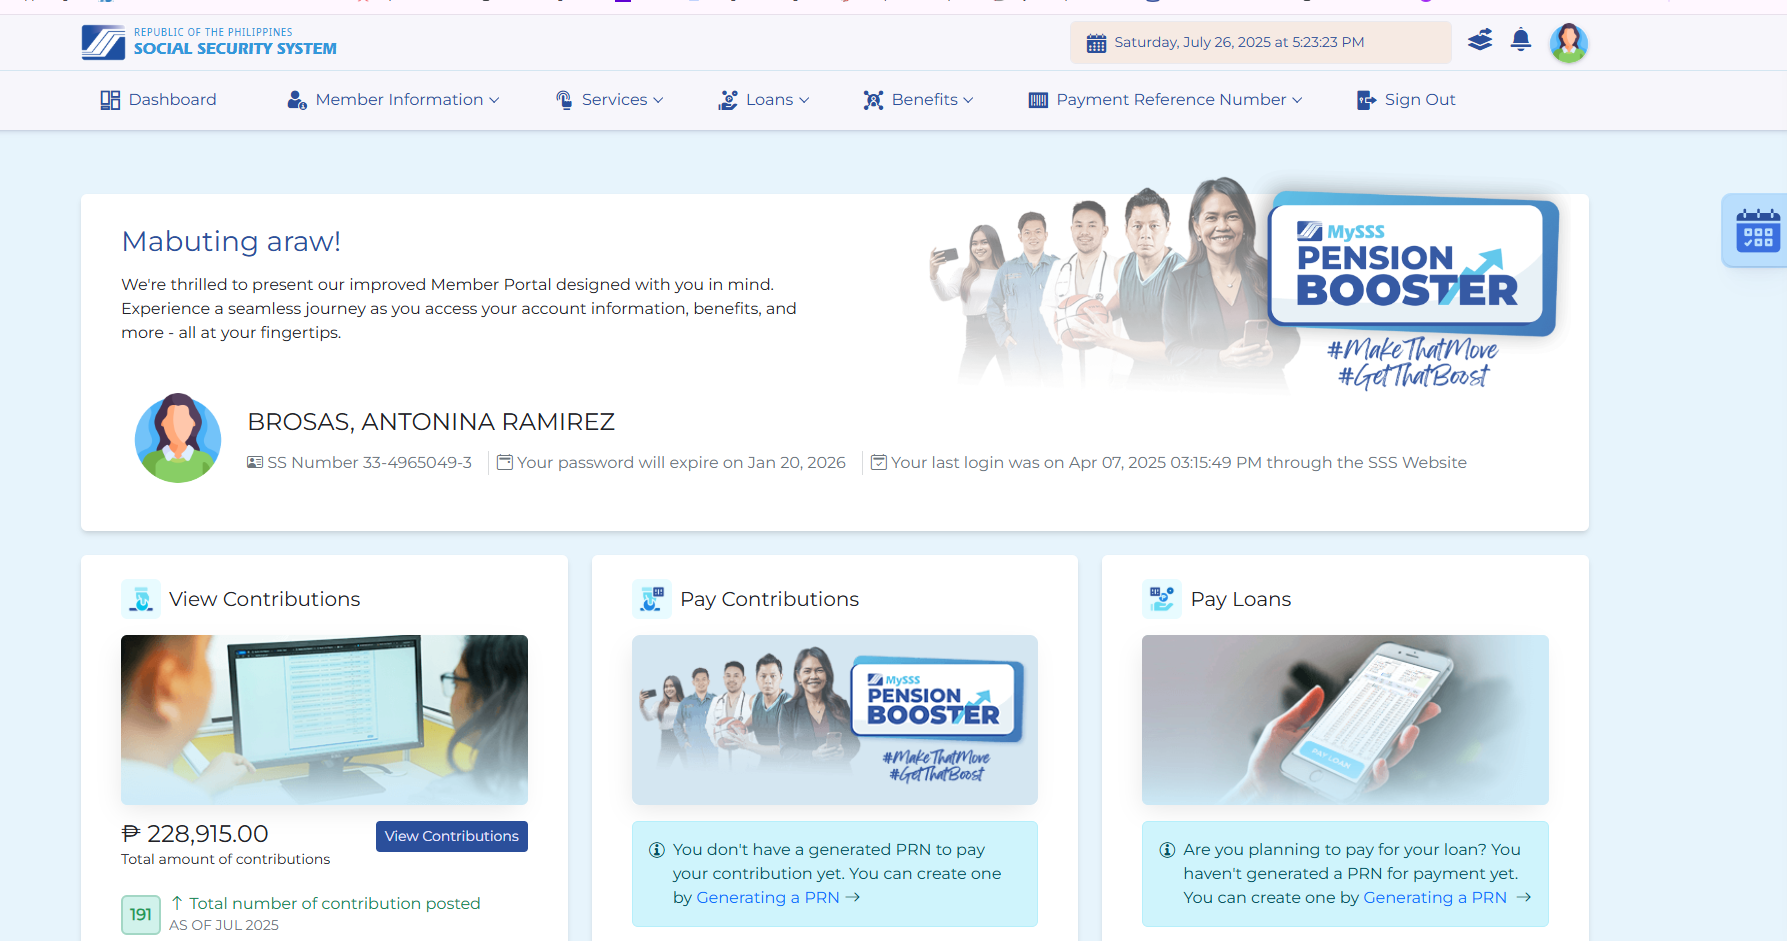 REPUBLIC OF THE PHILIPPINES
SOCIAL SECURITY SYSTEM
Saturday, July 26, 2025 at 5:23:23 PM
Dashboard
Member Information
Services
Loans
Benefits
Payment Reference Number
Sign Out
Mabuting araw!
We're thrilled to present our improved Member Portal designed with you in mind.
Experience a seamless journey as you access your account information, benefits, and
more - all at your fingertips.
MySSS
PENSION
BOOSTER
#MakeThatMove
#GetThatBoost
BROSAS, ANTONINA RAMIREZ
SS Number 33-4965049-3
Your password will expire on Jan 20, 2026
Your last login was on Apr 07, 2025 03:15:49 PM through the SSS Website
View Contributions
₱ 228,915.00
Total amount of contributions
View Contributions
191
↑ Total number of contribution posted
AS OF JUL 2025
Pay Contributions
MySSS
PENSION
BOOSTER
#MakeThatMove
#GetThatBoost
You don't have a generated PRN to pay
your contribution yet. You can create one
by Generating a PRN →
Pay Loans
PAY LOAN
Are you planning to pay for your loan? You
haven't generated a PRN for payment yet.
You can create one by Generating a PRN →